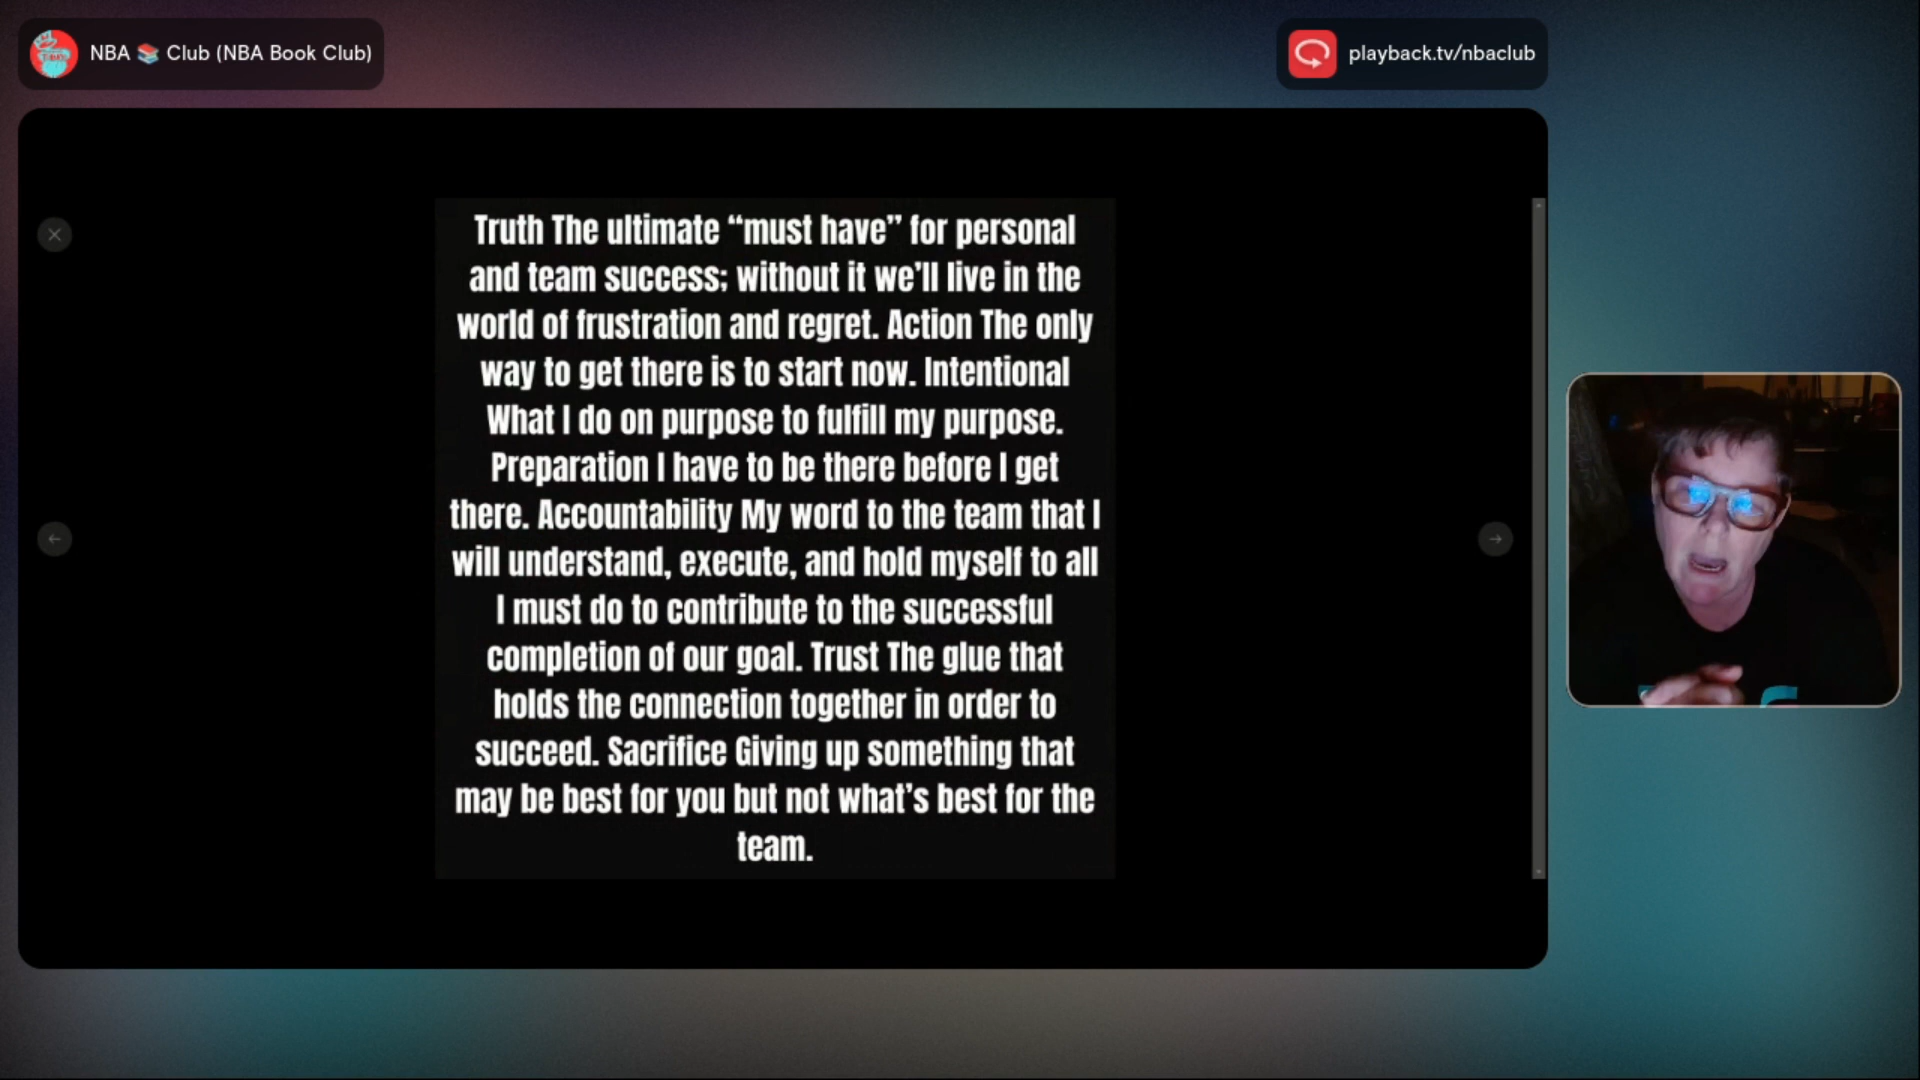 NBA 📚 Club (NBA Book Club)
playback.tv/nbaclub
Truth The ultimate “must have” for personal
and team success; without it we’ll live in the
world of frustration and regret. Action The only
way to get there is to start now. Intentional
What I do on purpose to fulfill my purpose.
Preparation I have to be there before I get
there. Accountability My word to the team that I
will understand, execute, and hold myself to all
I must do to contribute to the successful
completion of our goal. Trust The glue that
holds the connection together in order to
succeed. Sacrifice Giving up something that
may be best for you but not what’s best for the
team.